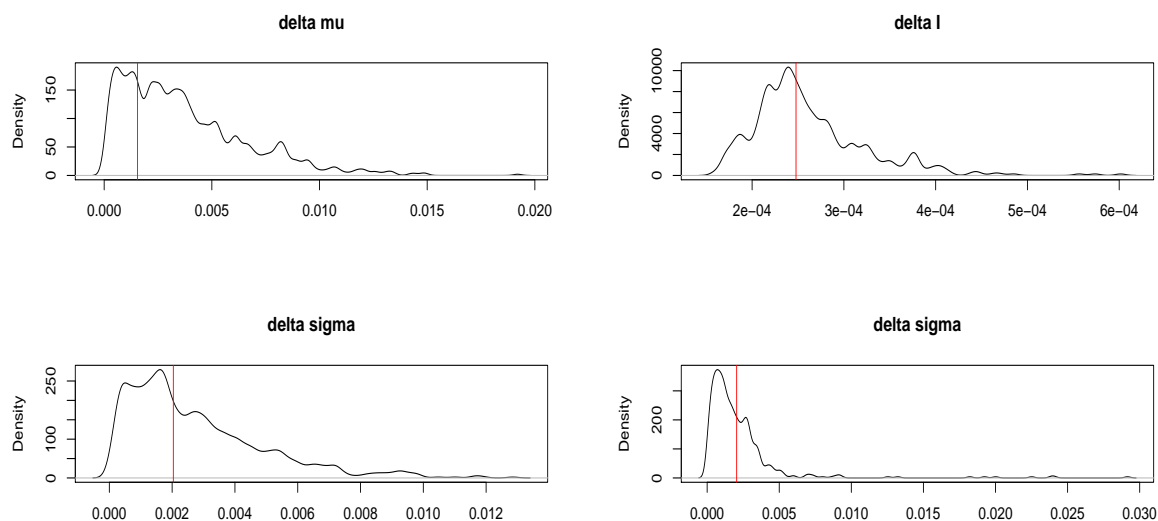 delta mu
Density
150
50
0
0.000 0.005 0.010 0.015 0.020
delta I
Density
10000
4000
0
2e−04 3e−04 4e−04 5e−04 6e−04
delta sigma
Density
250
100
0
0.000 0.002 0.004 0.006 0.008 0.010 0.012
delta sigma
Density
200
0
0.000 0.005 0.010 0.015 0.020 0.025 0.030